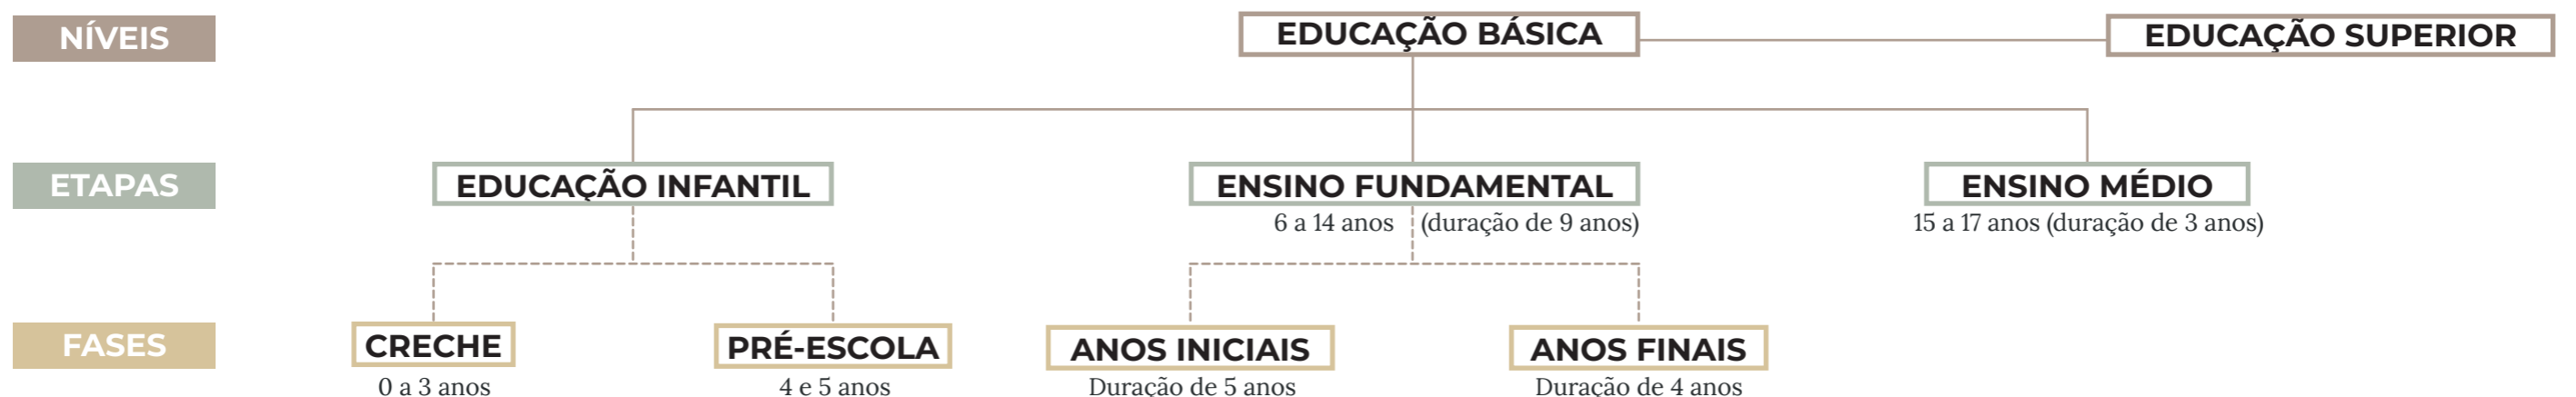 NÍVEIS
EDUCAÇÃO BÁSICA
EDUCAÇÃO SUPERIOR
ETAPAS
EDUCAÇÃO INFANTIL
ENSINO FUNDAMENTAL
6 a 14 anos (duração de 9 anos)
ENSINO MÉDIO
15 a 17 anos (duração de 3 anos)
FASES
CRECHE
0 a 3 anos
PRÉ-ESCOLA
4 e 5 anos
ANOS INICIAIS
Duração de 5 anos
ANOS FINAIS
Duração de 4 anos